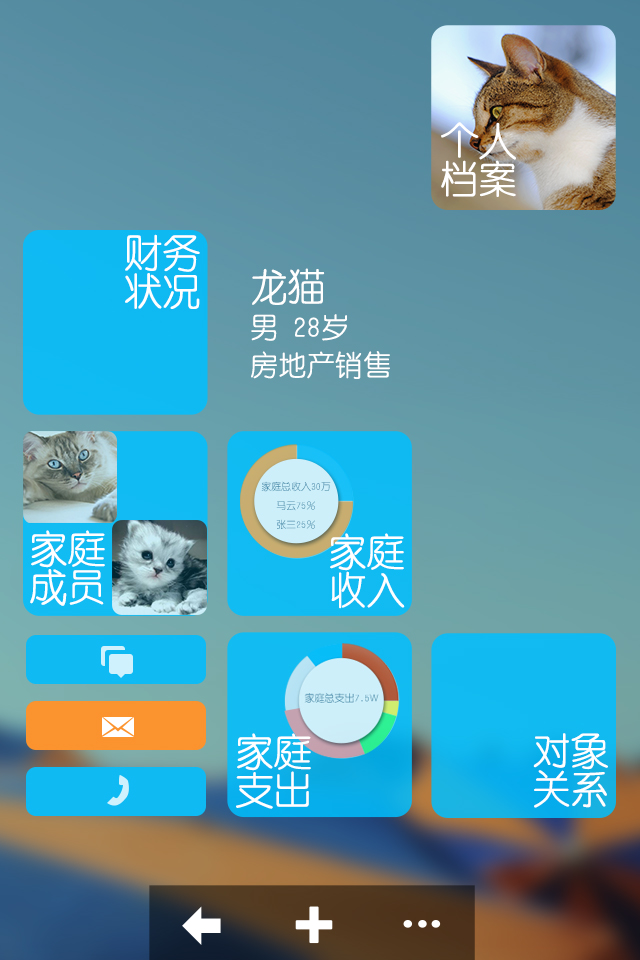 个人
档案
财务
状况
龙猫
男 28岁
房地产销售
家庭
成员
家庭总收入30万
马云75%
张三25%
家庭
收入
家庭总支出7.5W
家庭
支出
对象
关系